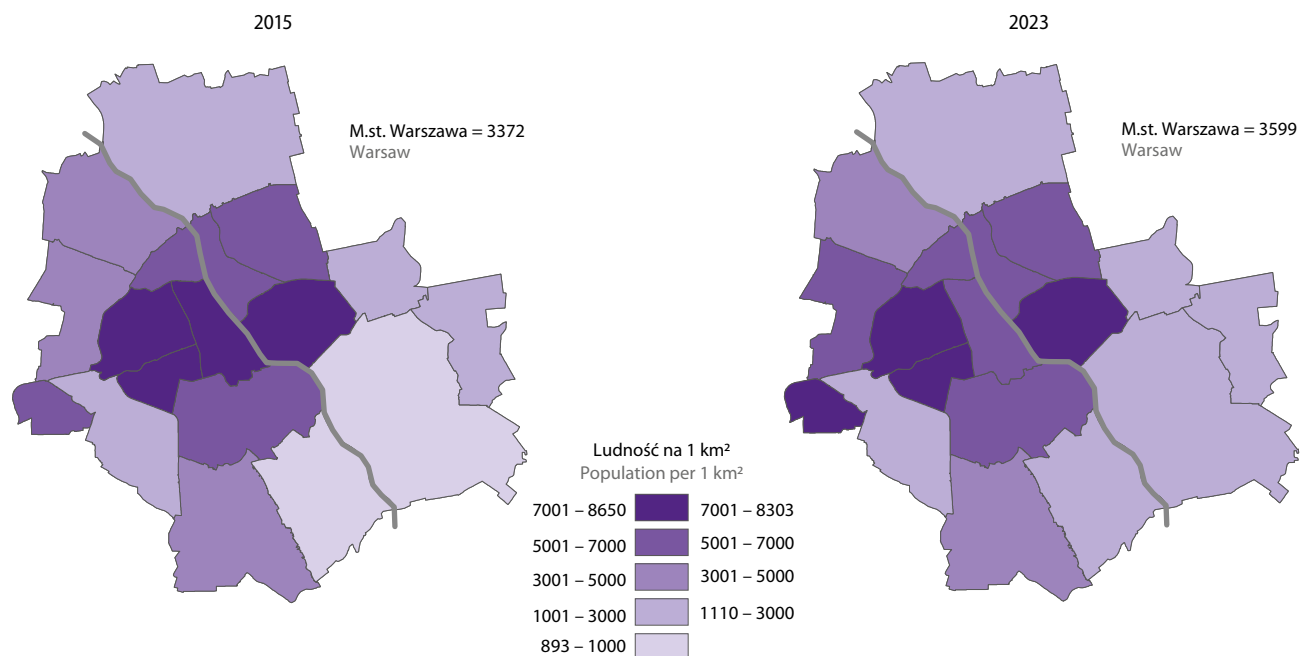 2015
2023
M.st. Warszawa = 3372
Warsaw
M.st. Warszawa = 3599
Warsaw
Ludność na 1 km²
Population per 1 km²
7001 – 8650
7001 – 8303
5001 – 7000
5001 – 7000
3001 – 5000
3001 – 5000
1001 – 3000
1110 – 3000
893 – 1000